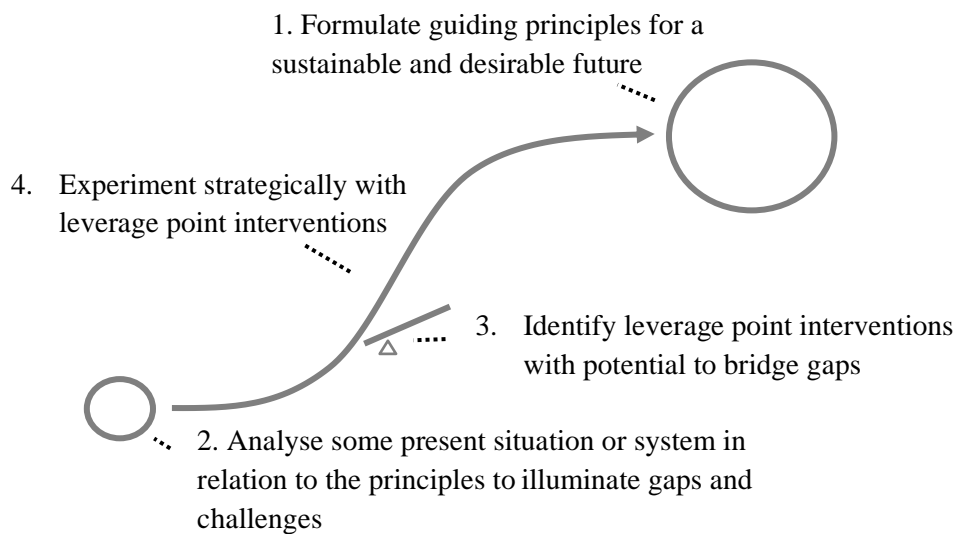 1. Formulate guiding principles for a
sustainable and desirable future
4. Experiment strategically with
leverage point interventions
3. Identify leverage point interventions
with potential to bridge gaps
2. Analyse some present situation or system in
relation to the principles to illuminate gaps and
challenges